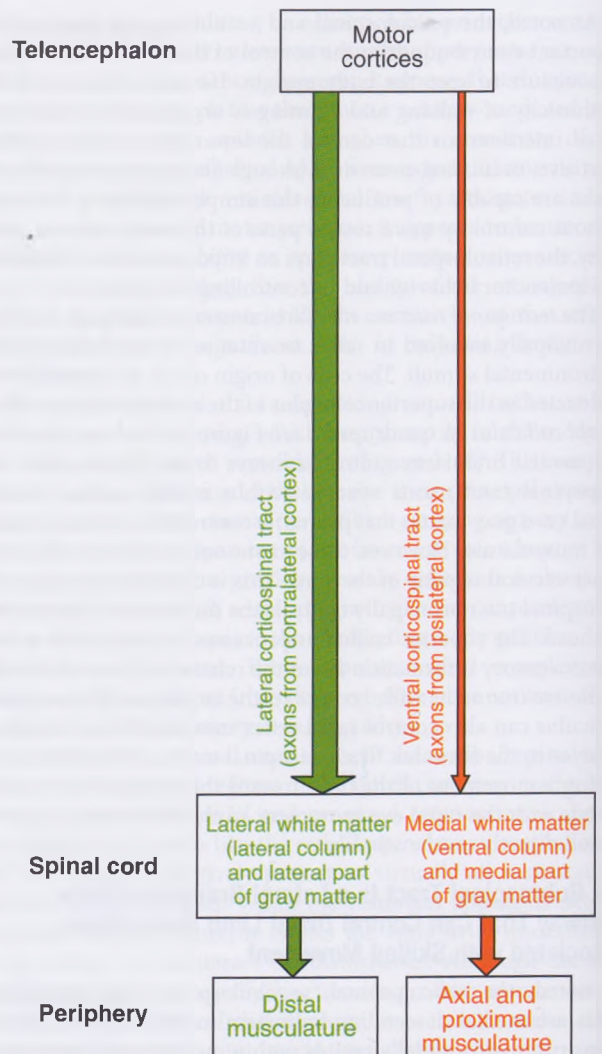 Telencephalon
Motor
cortices
Lateral corticospinal tract
(axons from contralateral cortex)
Ventral corticospinal tract
(axons from ipsilateral cortex)
Spinal cord
Lateral white matter
(lateral column)
and lateral part
of gray matter
Medial white matter
(ventral column)
and medial part
of gray matter
Periphery
Distal
musculature
Axial and
proximal
musculature